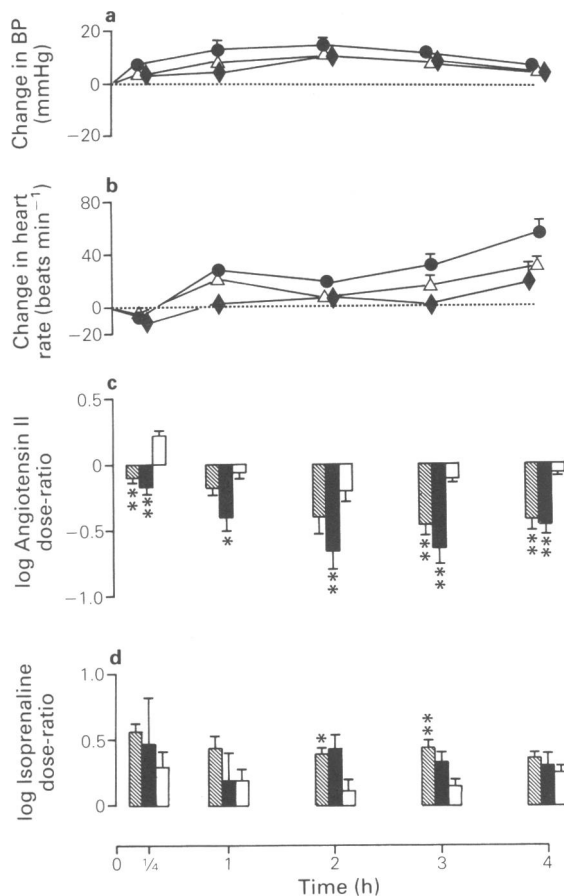 a
Change in BP
(mmHg)
20
0
−20
b
Change in heart
rate (beats min⁻¹)
80
40
0
−20
c
log Angiotensin II
dose-ratio
0.5
0
−0.5
−1.0
** ** * ** ** ** ** **
d
log Isoprenaline
dose-ratio
1.0
0.5
0
* **
0 ¼ 1 2 3 4
Time (h)